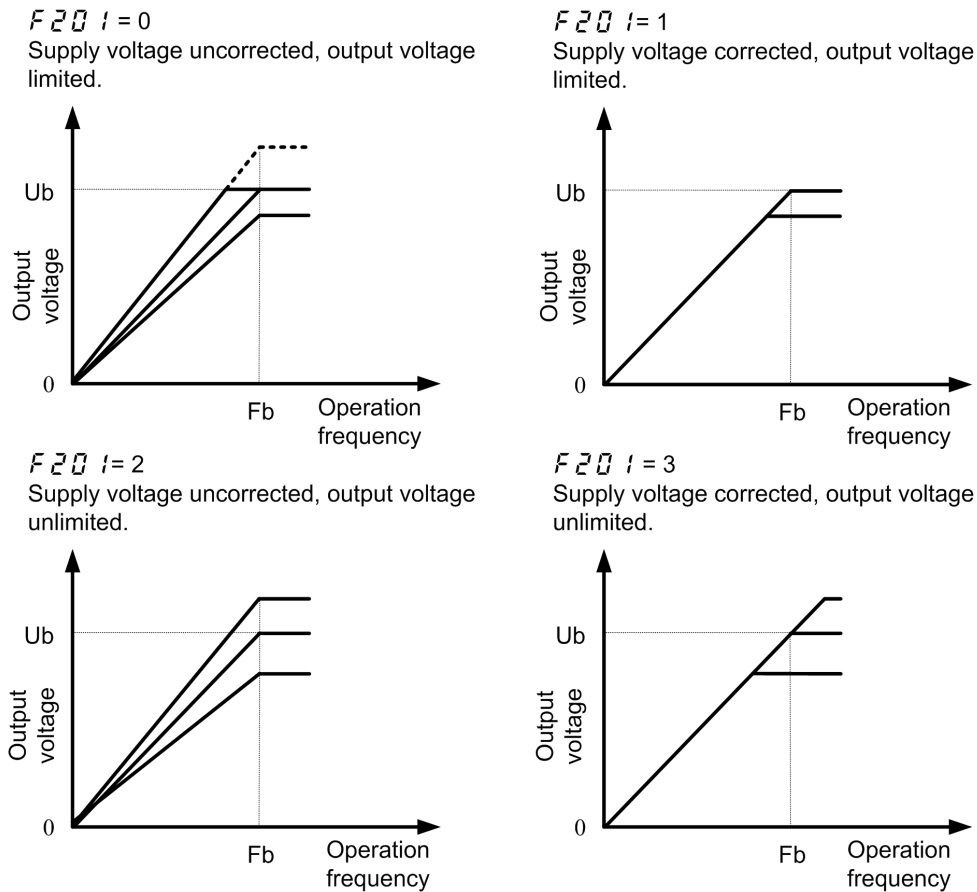 F201 = 0
Supply voltage uncorrected, output voltage
limited.
Ub
Output
voltage
0
Fb
Operation
frequency
F201 = 1
Supply voltage corrected, output voltage
limited.
Ub
Output
voltage
0
Fb
Operation
frequency
F201= 2
Supply voltage uncorrected, output voltage
unlimited.
Ub
Output
voltage
0
Fb
Operation
frequency
F201 = 3
Supply voltage corrected, output voltage
unlimited.
Ub
Output
voltage
0
Fb
Operation
frequency